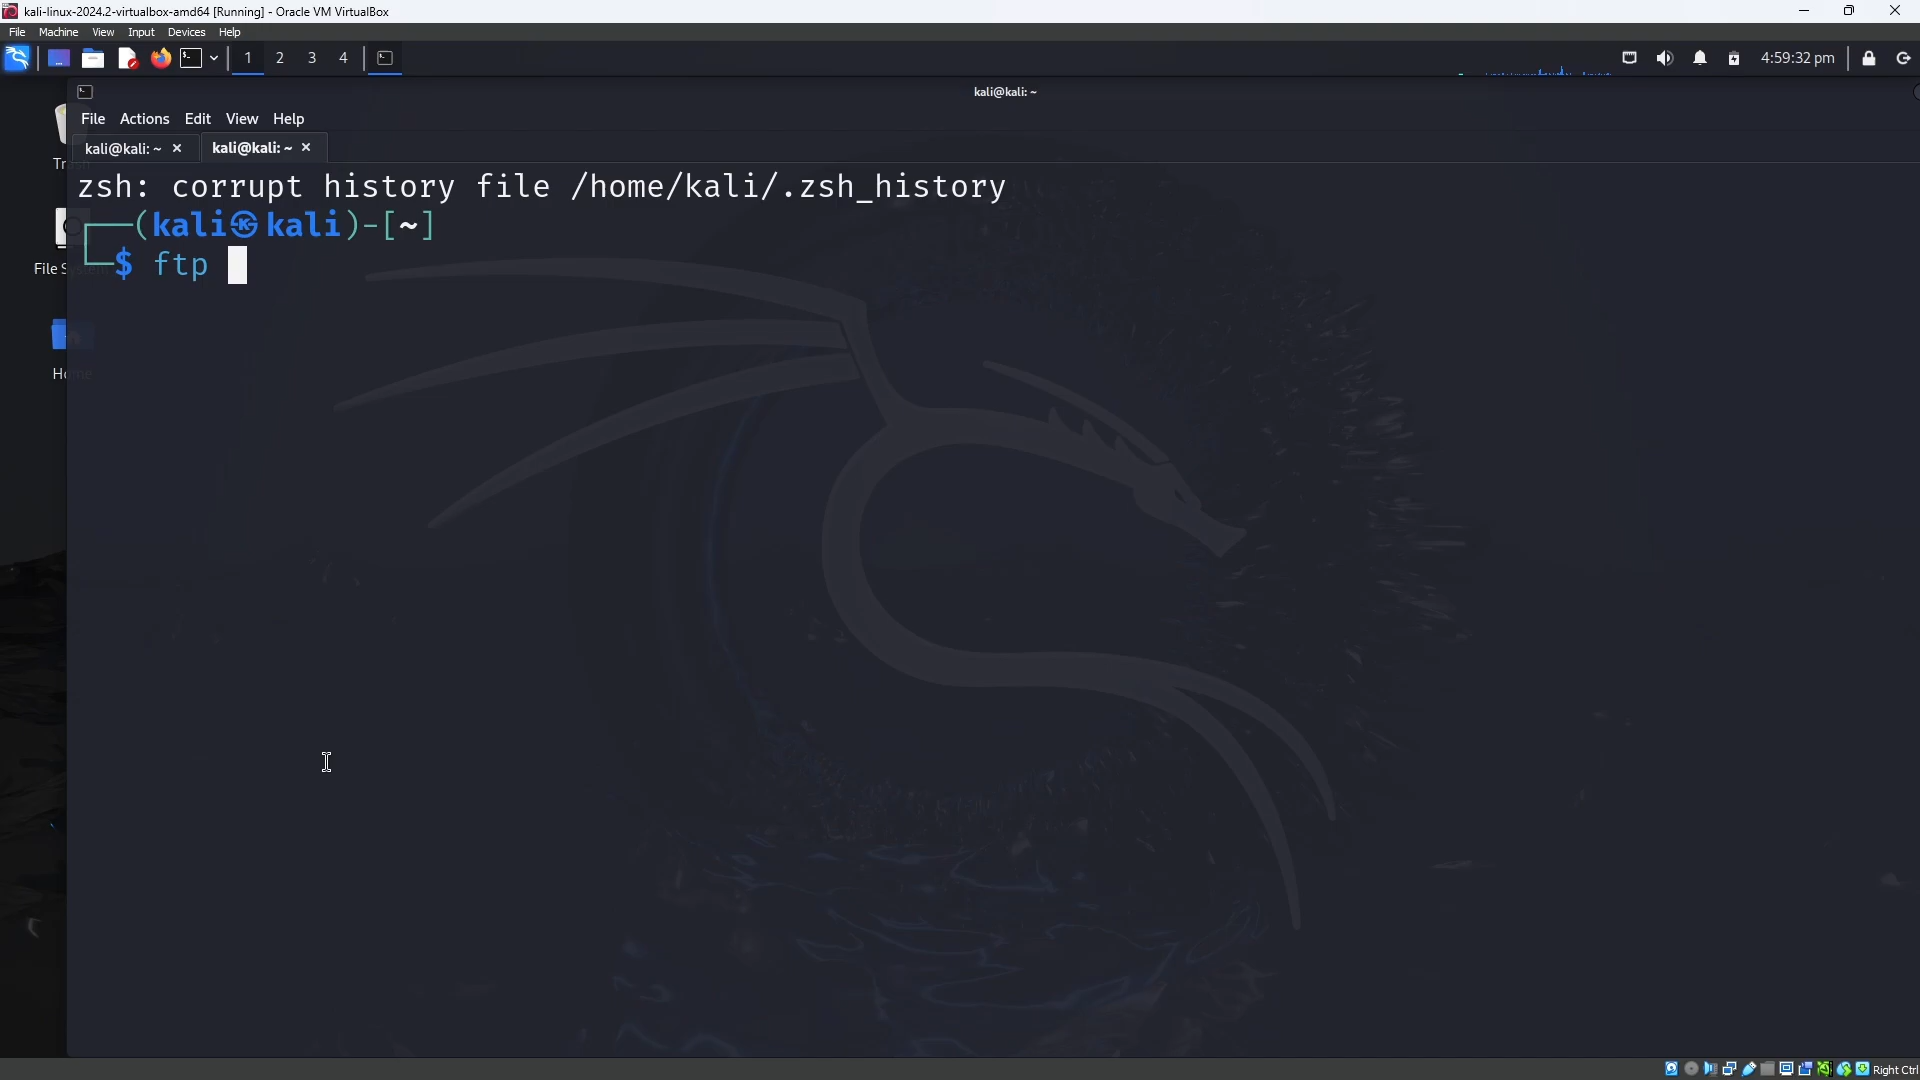 kali-linux-2024.2-virtualbox-amd64 [Running] - Oracle VM VirtualBox
File Machine View Input Devices Help
1 2 3 4 4:59:32 pm
kali@kali: ~
File Actions Edit View Help
kali@kali: ~ kali@kali: ~
zsh: corrupt history file /home/kali/.zsh_history
┌──(kali㉿kali)-[~]
└─$ ftp
Trash
File System
Home
Right Ctrl